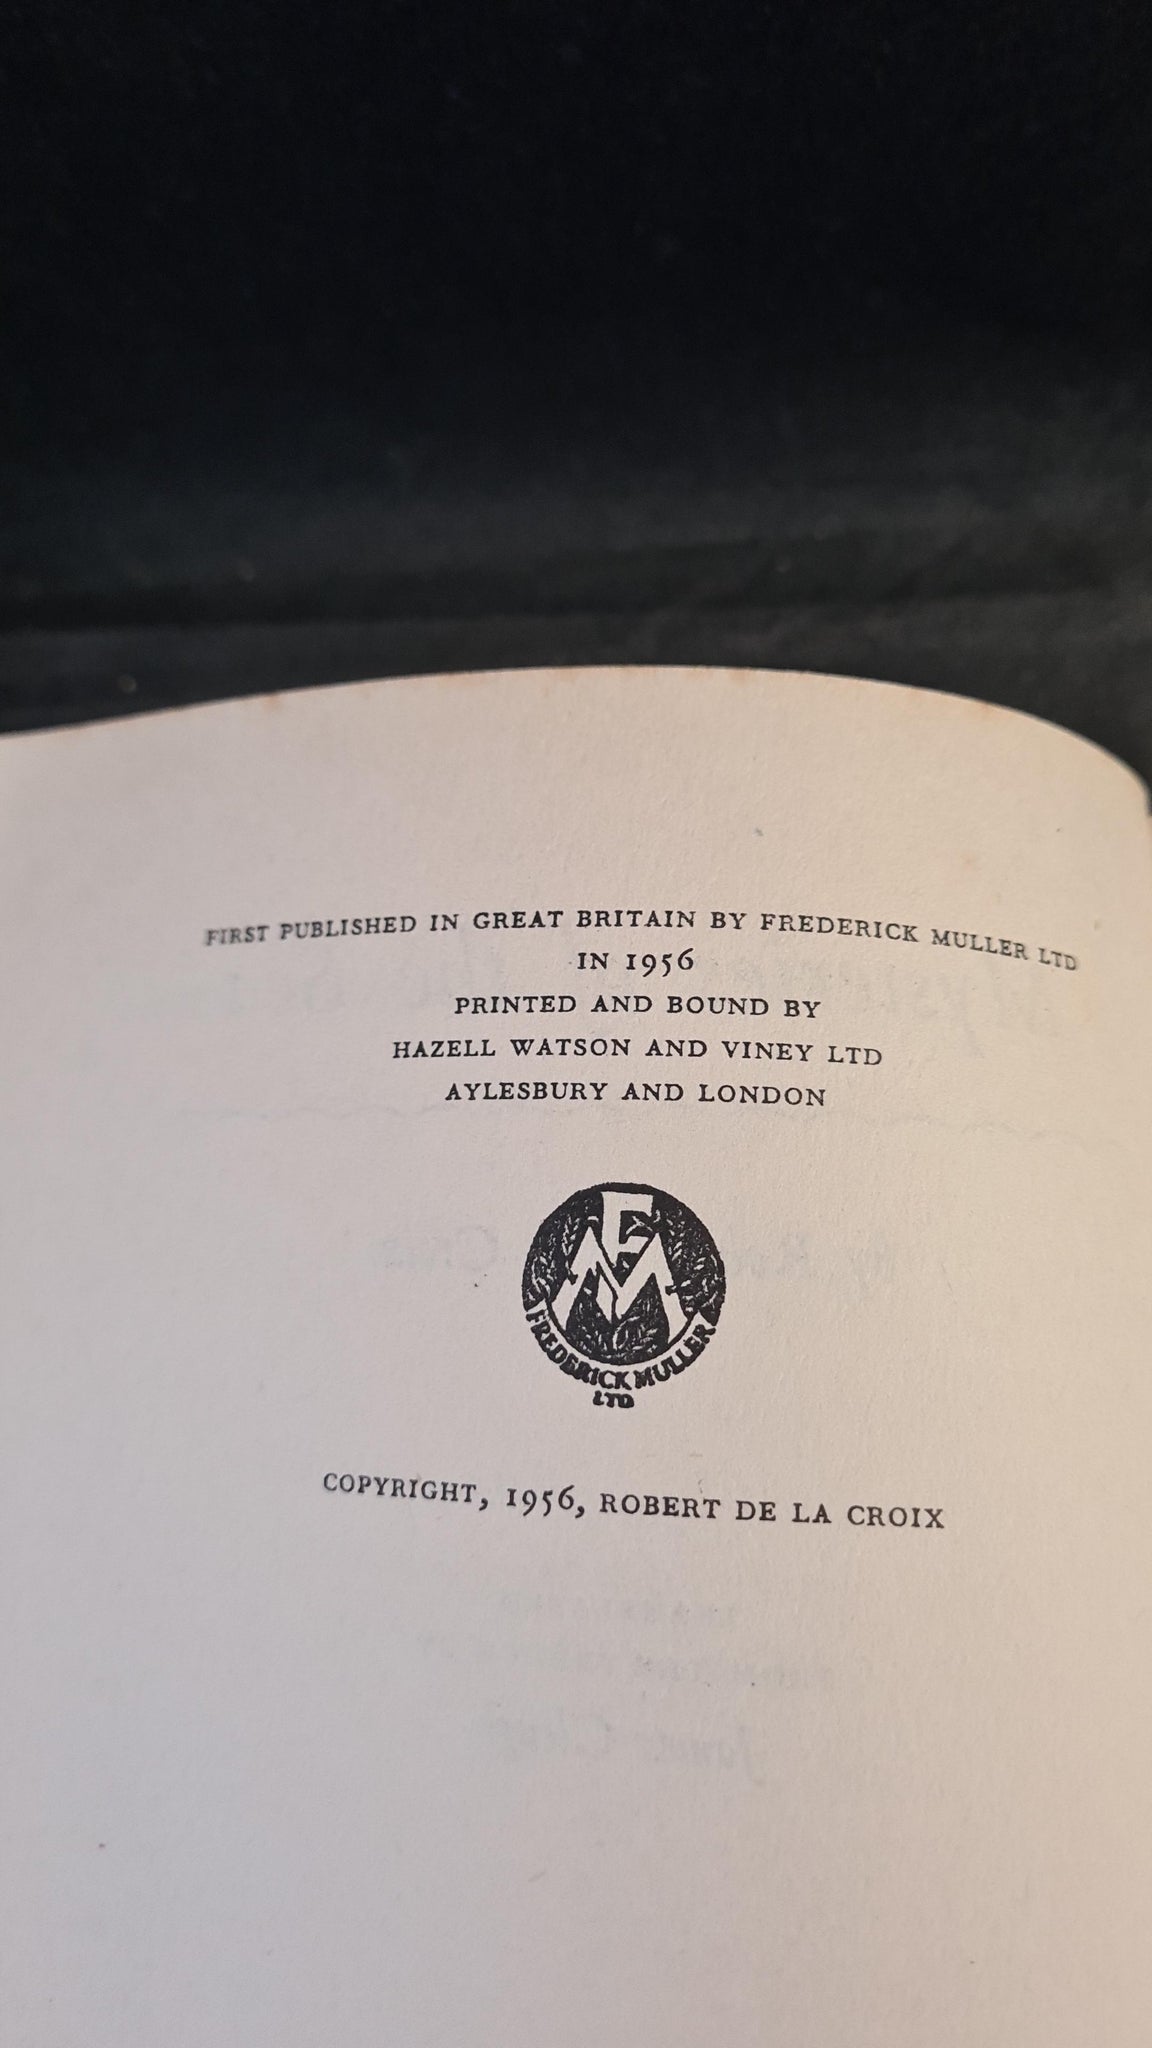 FIRST PUBLISHED IN GREAT BRITAIN BY FREDERICK MULLER LTD
IN 1956
PRINTED AND BOUND BY
HAZELL WATSON AND VINEY LTD
AYLESBURY AND LONDON
FM
FREDERICK MULLER
LTD
COPYRIGHT, 1956, ROBERT DE LA CROIX